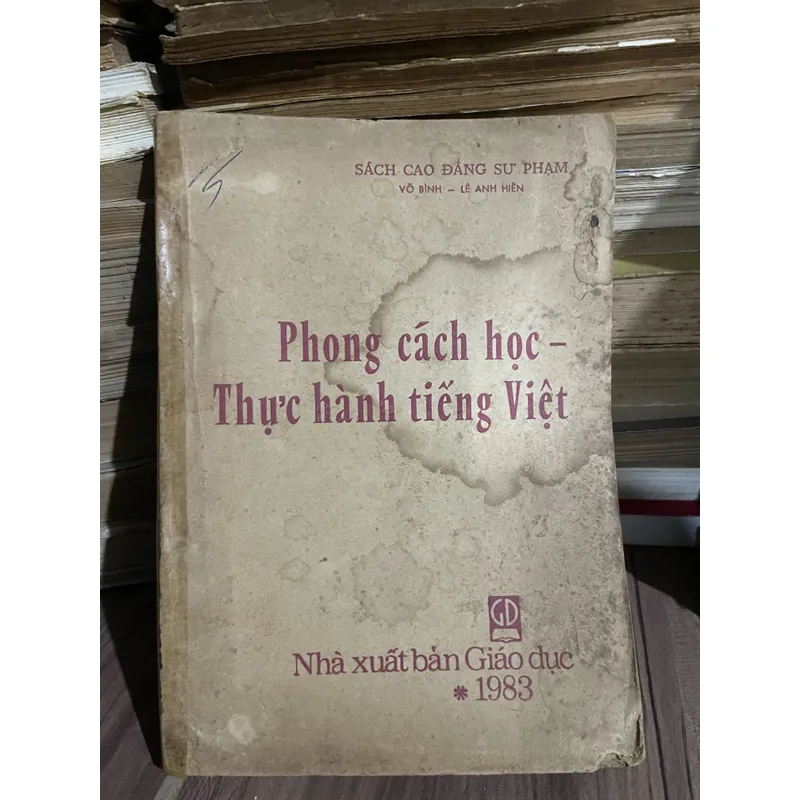 SÁCH CAO ĐẲNG SƯ PHẠM
VÕ BÌNH – LÊ ANH HIỀN
Phong cách học –
Thực hành tiếng Việt
GD
Nhà xuất bản Giáo dục
* 1983